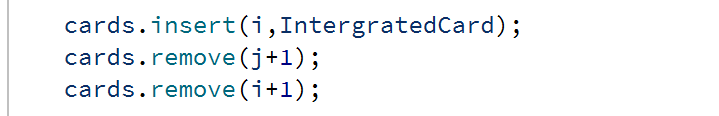 cards.insert(i,IntergratedCard);
cards.remove(j+1);
cards.remove(i+1);